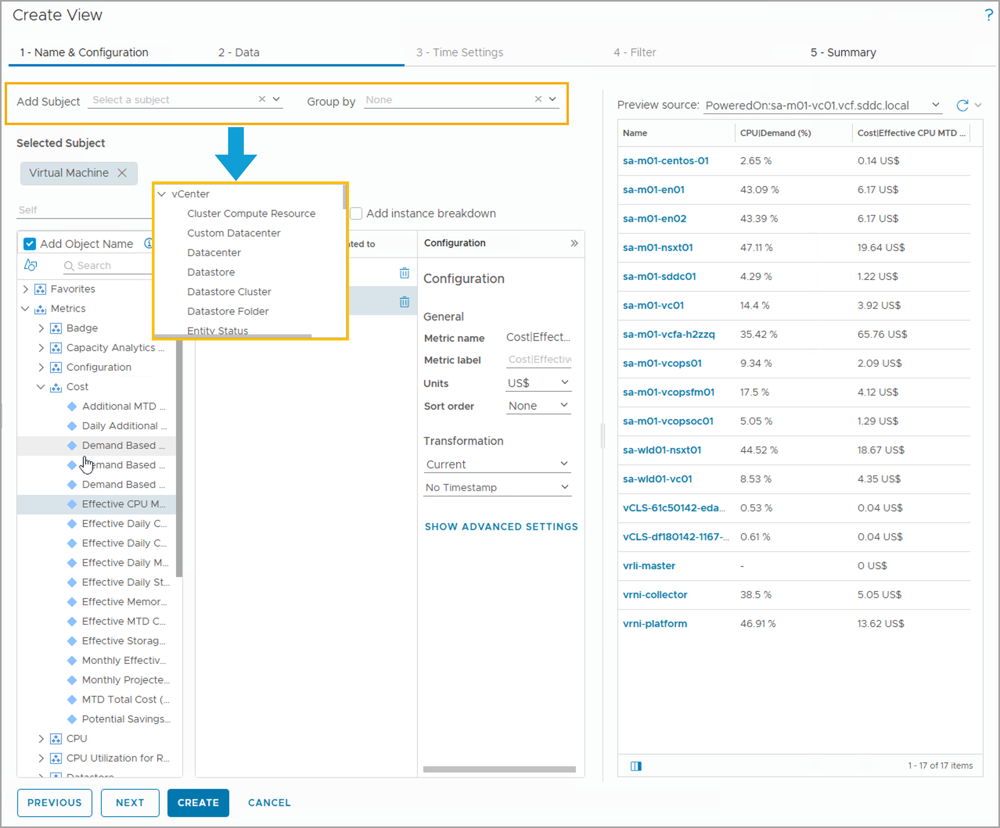 Create View
?
1 - Name & Configuration
2 - Data
3 - Time Settings
4 - Filter
5 - Summary
Add Subject
Select a subject
Group by
None
Selected Subject
Virtual Machine
Self
vCenter
Cluster Compute Resource
Custom Datacenter
Datacenter
Datastore
Datastore Cluster
Datastore Folder
Entity Status
Add instance breakdown
Add Object Name
Search
Favorites
Metrics
Badge
Capacity Analytics ...
Configuration
Cost
Additional MTD ...
Daily Additional ...
Demand Based ...
emand Based ...
Demand Based ...
Effective CPU M...
Effective Daily C...
Effective Daily C...
Effective Daily M...
Effective Daily St...
Effective Memor...
Effective MTD C...
Effective Storag...
Monthly Effectiv...
Monthly Projecte...
MTD Total Cost (...
Potential Savings...
CPU
CPU Utilization for R...
Datastore
ted to
Configuration
Configuration
General
Metric name Cost|Effect...
Metric label Cost|Effectiv
Units US$
Sort order None
Transformation
Current
No Timestamp
SHOW ADVANCED SETTINGS
Preview source: PoweredOn:sa-m01-vc01.vcf.sddc.local
Name CPU|Demand (%) Cost|Effective CPU MTD ...
sa-m01-centos-01 2.65 % 0.14 US$
sa-m01-en01 43.09 % 6.17 US$
sa-m01-en02 43.39 % 6.17 US$
sa-m01-nsxt01 47.11 % 19.64 US$
sa-m01-sddc01 4.29 % 1.22 US$
sa-m01-vc01 14.4 % 3.92 US$
sa-m01-vcfa-h2zzq 35.42 % 65.76 US$
sa-m01-vcops01 9.34 % 2.09 US$
sa-m01-vcopsfm01 17.5 % 4.12 US$
sa-m01-vcopsoc01 5.05 % 1.29 US$
sa-wld01-nsxt01 44.52 % 18.67 US$
sa-wld01-vc01 8.53 % 4.35 US$
vCLS-61c50142-eda... 0.53 % 0.04 US$
vCLS-df180142-1167-... 0.61 % 0.04 US$
vrli-master - 0 US$
vrni-collector 38.5 % 5.05 US$
vrni-platform 46.91 % 13.62 US$
1 - 17 of 17 items
PREVIOUS
NEXT
CREATE
CANCEL